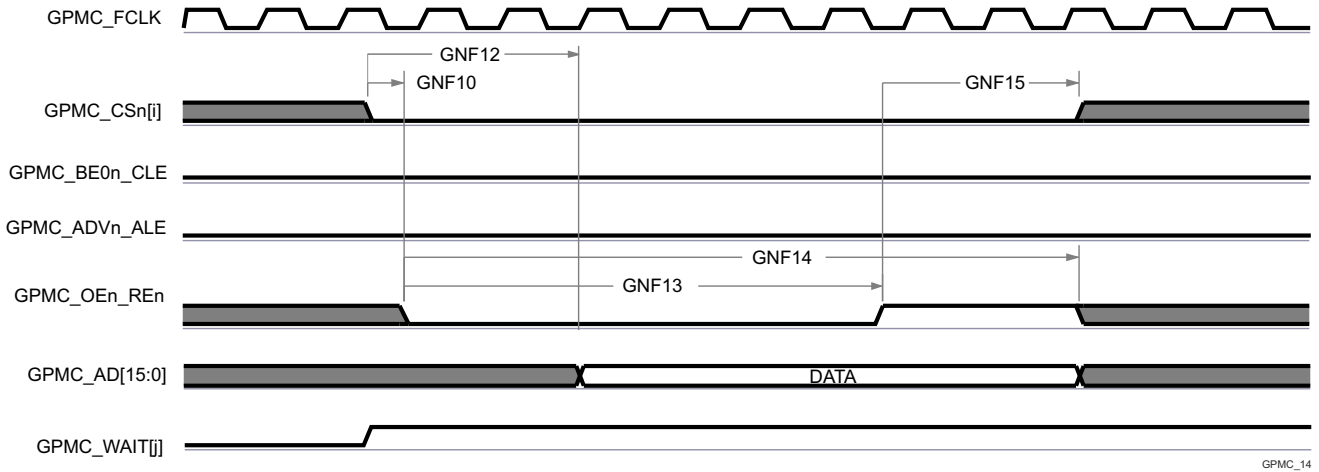 GPMC_FCLK
GNF12
GNF10
GNF15
GPMC_CSn[i]
GPMC_BE0n_CLE
GPMC_ADVn_ALE
GNF14
GNF13
GPMC_OEn_REn
GPMC_AD[15:0]
DATA
GPMC_WAIT[j]
GPMC_14